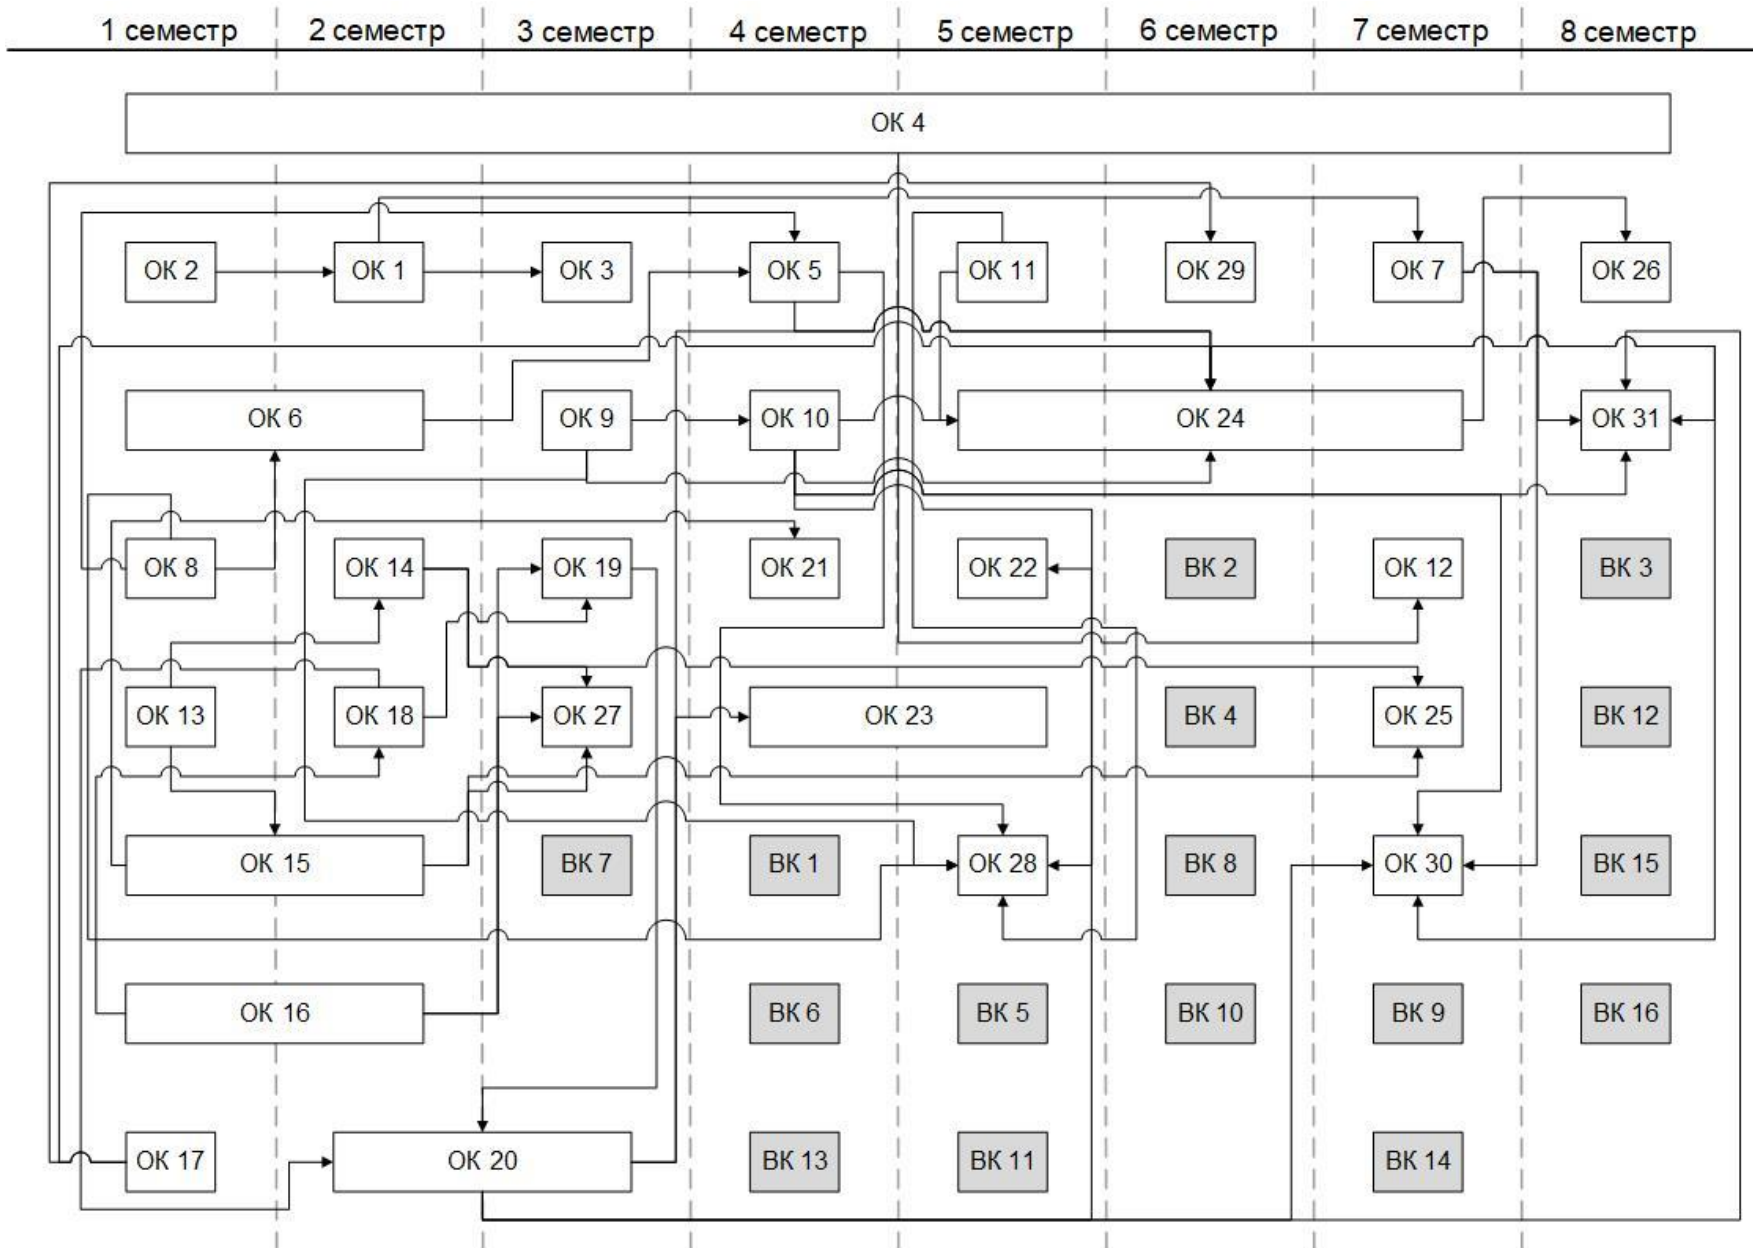 1 семестр 2 семестр 3 семестр 4 семестр 5 семестр 6 семестр 7 семестр 8 семестр
ОК 4
ОК 2 ОК 1 ОК 3 ОК 5 ОК 11 ОК 29 ОК 7 ОК 26
ОК 6 ОК 9 ОК 10 ОК 24 ОК 31
ОК 8 ОК 14 ОК 19 ОК 21 ОК 22 ВК 2 ОК 12 ВК 3
ОК 13 ОК 18 ОК 27 ОК 23 ВК 4 ОК 25 ВК 12
ОК 15 ВК 7 ВК 1 ОК 28 ВК 8 ОК 30 ВК 15
ОК 16 ВК 6 ВК 5 ВК 10 ВК 9 ВК 16
ОК 17 ОК 20 ВК 13 ВК 11 ВК 14